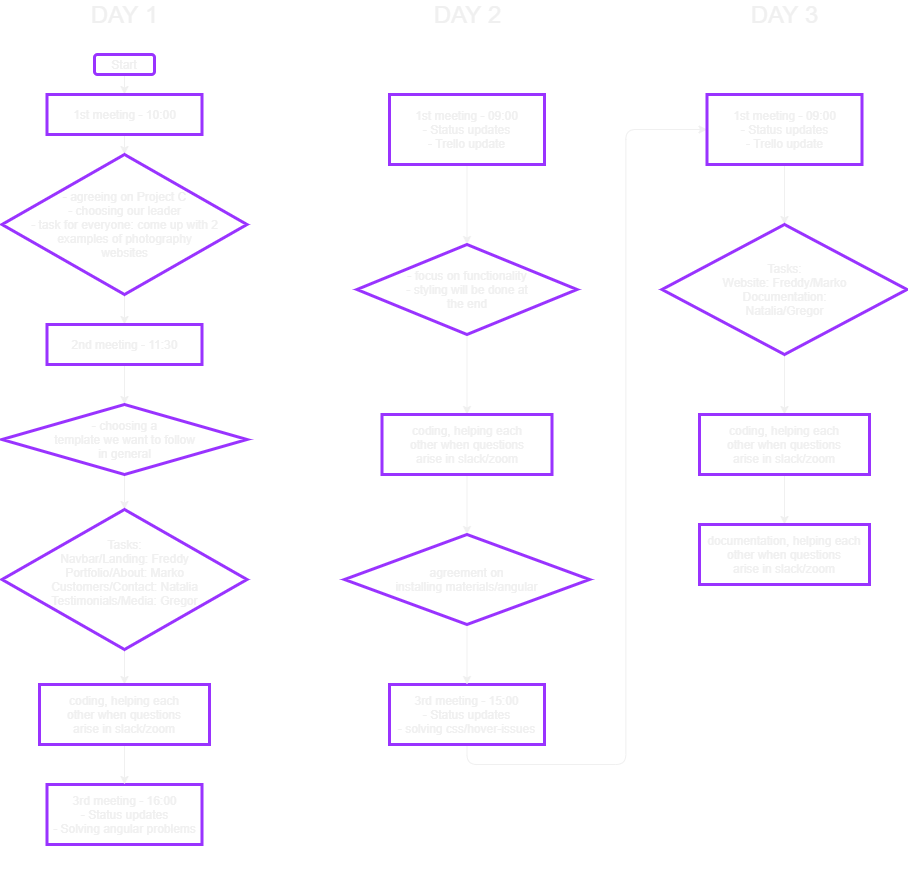 DAY 1
Start
1st meeting - 10:00
- agreeing on Project C
- choosing our leader
- task for everyone: come up with 2
examples of photography
websites
2nd meeting - 11:30
- choosing a
template we want to follow
in general
Tasks:
Navbar/Landing: Freddy
Portfolio/About: Marko
Customers/Contact: Natalia
Testimonials/Media: Gregor
coding, helping each
other when questions
arise in slack/zoom
3rd meeting - 16:00
- Status updates
- Solving angular problems
DAY 2
1st meeting - 09:00
- Status updates
- Trello update
- focus on functionality
- styling will be done at
the end
coding, helping each
other when questions
arise in slack/zoom
agreement on
installing materials/angular
3rd meeting - 15:00
- Status updates
- solving css/hover-issues
DAY 3
1st meeting - 09:00
- Status updates
- Trello update
Tasks:
Website: Freddy/Marko
Documentation:
Natalia/Gregor
coding, helping each
other when questions
arise in slack/zoom
documentation, helping each
other when questions
arise in slack/zoom